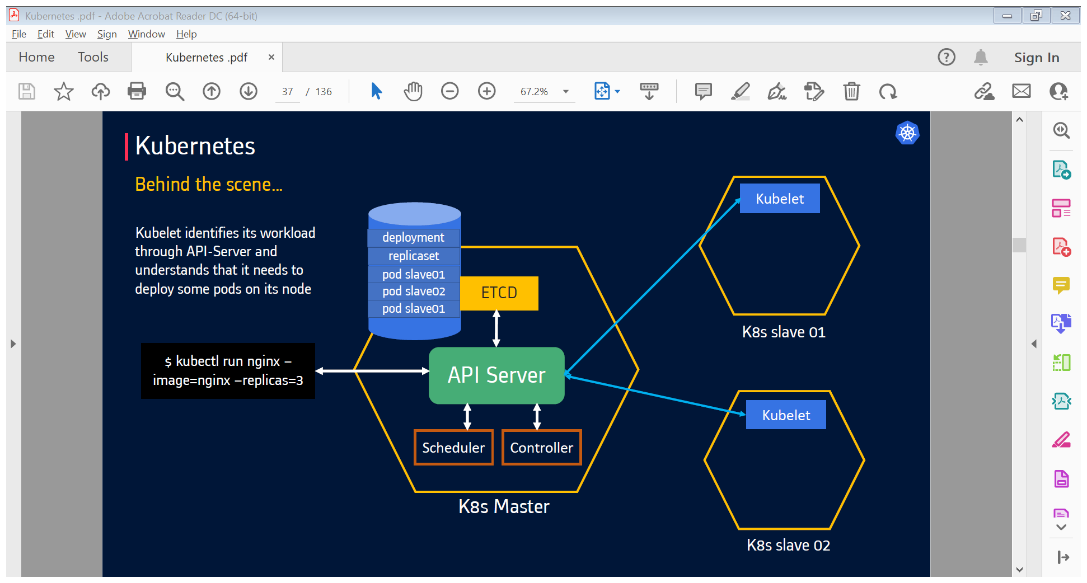 Kubernetes .pdf - Adobe Acrobat Reader DC (64-bit)
File Edit View Sign Window Help
Home Tools Kubernetes .pdf × Sign In
37 / 136 67.2%
Kubernetes
Behind the scene...
Kubelet identifies its workload
through API-Server and
understands that it needs to
deploy some pods on its node
deployment
replicaset
pod slave01
pod slave02
pod slave01
ETCD
$ kubectl run nginx –
image=nginx –replicas=3
API Server
Scheduler
Controller
K8s Master
Kubelet
K8s slave 01
Kubelet
K8s slave 02